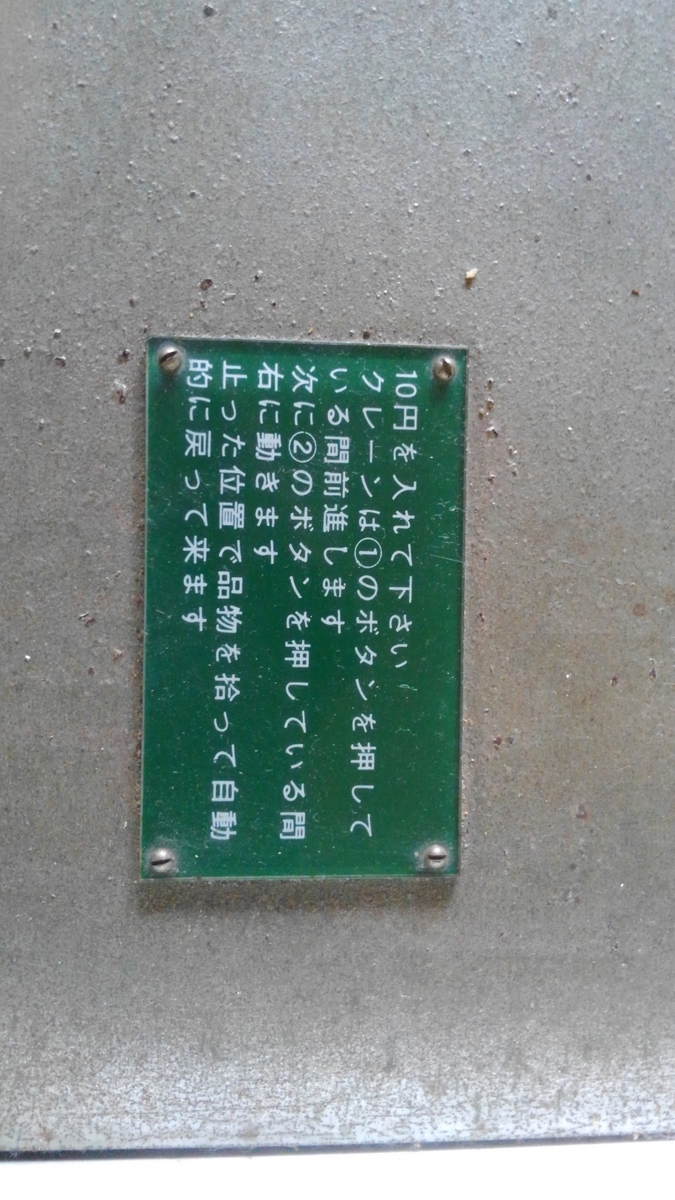 10円を入れて下さい
クレーンは①のボタンを押して
いる間前進します
次に②のボタンを押している間
右に動きます
止った位置で品物を拾って自動
的に戻って来ます